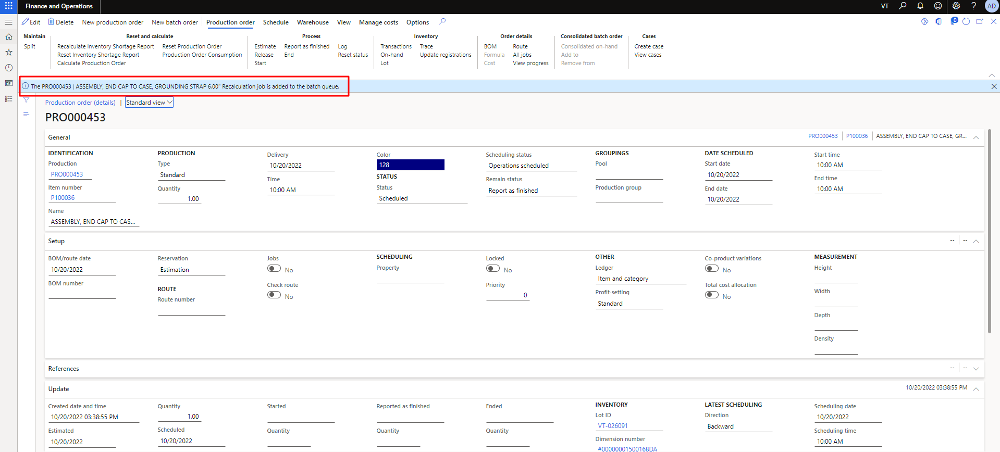 Finance and Operations
VT
?
AD
Edit
Delete
New production order
New batch order
Production order
Schedule
Warehouse
View
Manage costs
Options
0
Maintain
Split
Reset and calculate
Recalculate Inventory Shortage Report
Reset Production Order
Reset Inventory Shortage Report
Production Order Consumption
Calculate Production Order
Process
Estimate
Report as finished
Log
Release
End
Reset status
Start
Inventory
Transactions
Trace
On-hand
Update registrations
Lot
Order details
BOM
Route
Formula
All jobs
Cost
View progress
Consolidated batch order
Consolidated on-hand
Add to
Remove from
Cases
Create case
View cases
The PRO000453 | ASSEMBLY, END CAP TO CASE, GROUNDING STRAP 6.00" Recalculation job is added to the batch queue.
Production order (details) | Standard view
PRO000453
General
PRO000453 | P100036 | ASSEMBLY, END CAP TO CASE, GR...
IDENTIFICATION
Production
PRO000453
Item number
P100036
Name
ASSEMBLY, END CAP TO CAS...
PRODUCTION
Type
Standard
Quantity
1.00
Delivery
10/20/2022
Time
10:00 AM
Color
128
STATUS
Status
Scheduled
Scheduling status
Operations scheduled
Remain status
Report as finished
GROUPINGS
Pool
Production group
DATE SCHEDULED
Start date
10/20/2022
End date
10/20/2022
Start time
10:00 AM
End time
10:00 AM
Setup
-- | --
BOM/route date
10/20/2022
BOM number
Reservation
Estimation
ROUTE
Route number
Jobs
No
Check route
No
SCHEDULING
Property
Locked
No
Priority
0
OTHER
Ledger
Item and category
Profit-setting
Standard
Co-product variations
No
Total cost allocation
No
MEASUREMENT
Height
Width
Depth
Density
References
-- | --
Update
10/20/2022 03:38:55 PM
Created date and time
10/20/2022 03:38:55 PM
Estimated
10/20/2022
Quantity
1.00
Scheduled
10/20/2022
Started
Quantity
Reported as finished
Quantity
Ended
Quantity
INVENTORY
Lot ID
VT-026091
Dimension number
#00000001500168DA
LATEST SCHEDULING
Direction
Backward
Scheduling date
10/20/2022
Scheduling time
10:00 AM